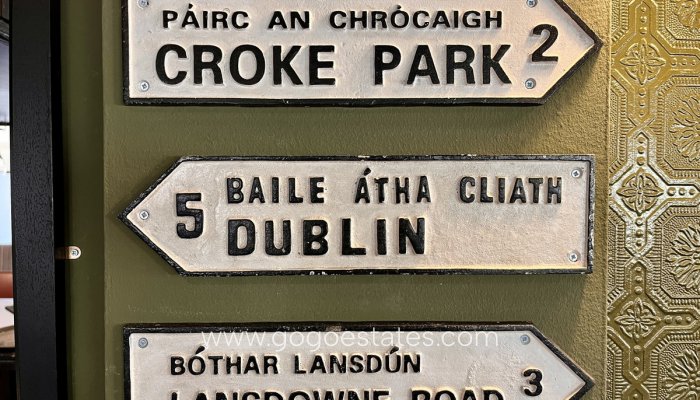 PÁIRC AN CHRÓCAIGH
CROKE PARK 2
5 BAILE ÁTHA CLIATH
DUBLIN
www.gogoestates.com
BÓTHAR LANSDÚN
LANSDOWNE ROAD 3